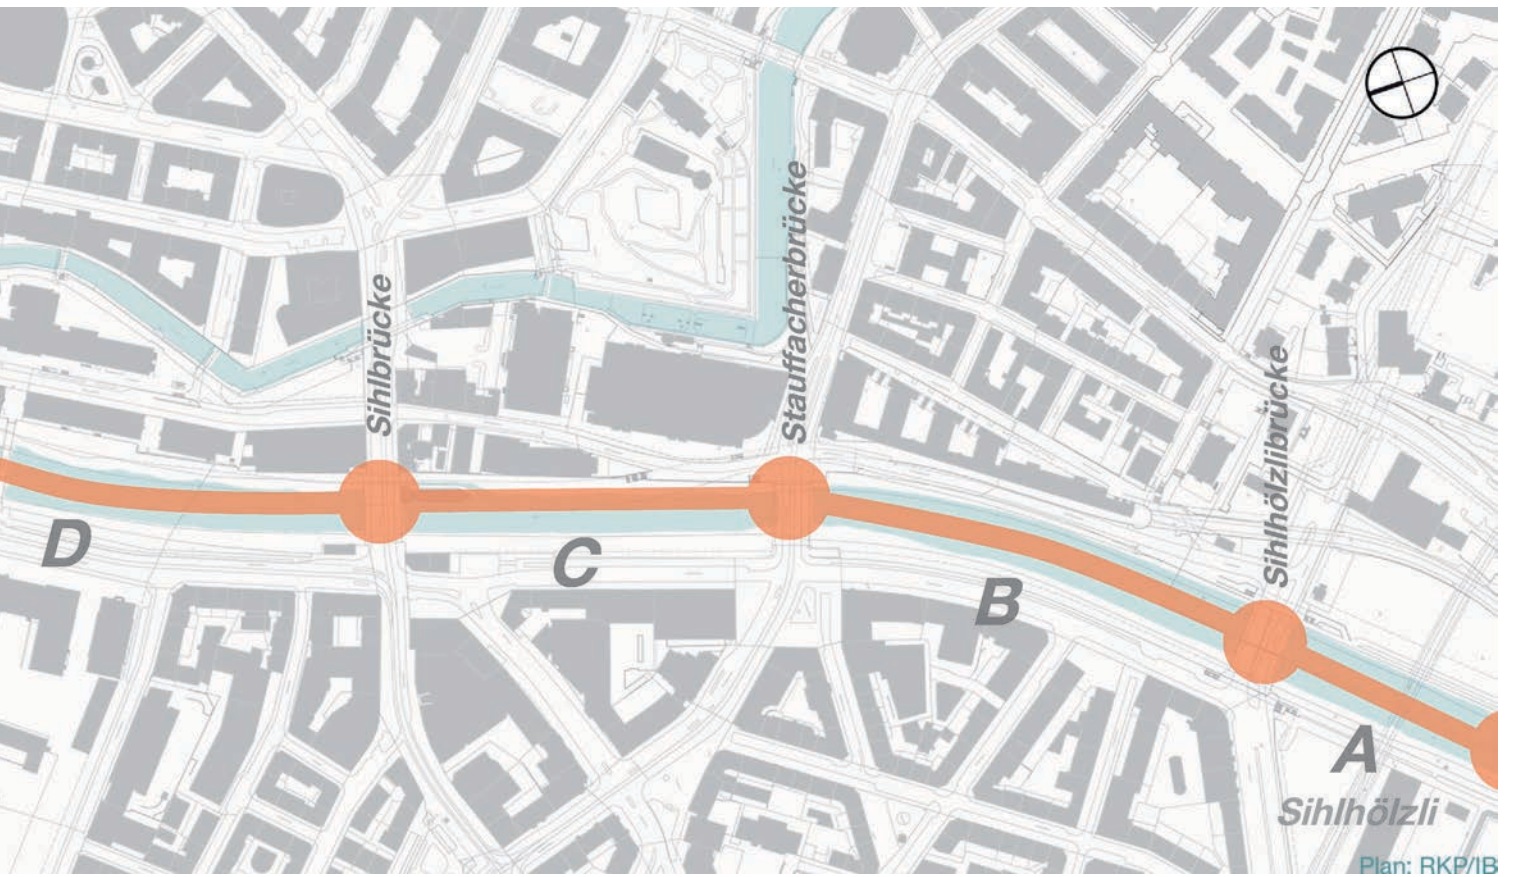 Stauffacherbrücke
Sihlbrücke
Sihlhölzlibrücke
D
C
B
A
Sihlhölzli
Plan: RKP/IB